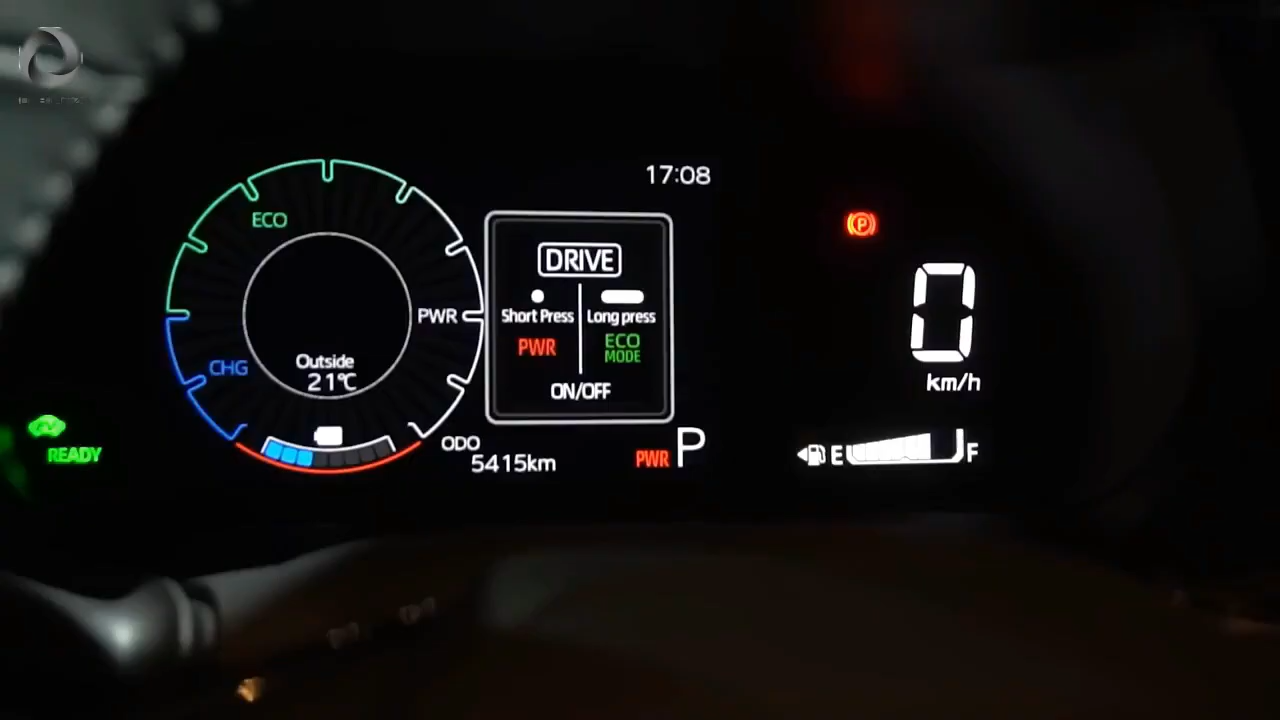 17:08
ECO
PWR
CHG
Outside
21℃
DRIVE
Short Press
Long press
PWR
ECO
MODE
ON/OFF
ODO
5415km
PWR P
(P)
0
km/h
E F
EV
READY